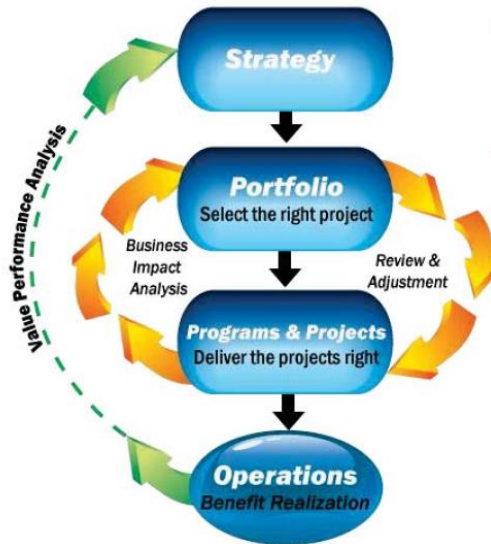 Strategy
Value Performance Analysis
Portfolio
Select the right project
Business
Impact
Analysis
Review &
Adjustment
Programs & Projects
Deliver the projects right
Operations
Benefit Realization